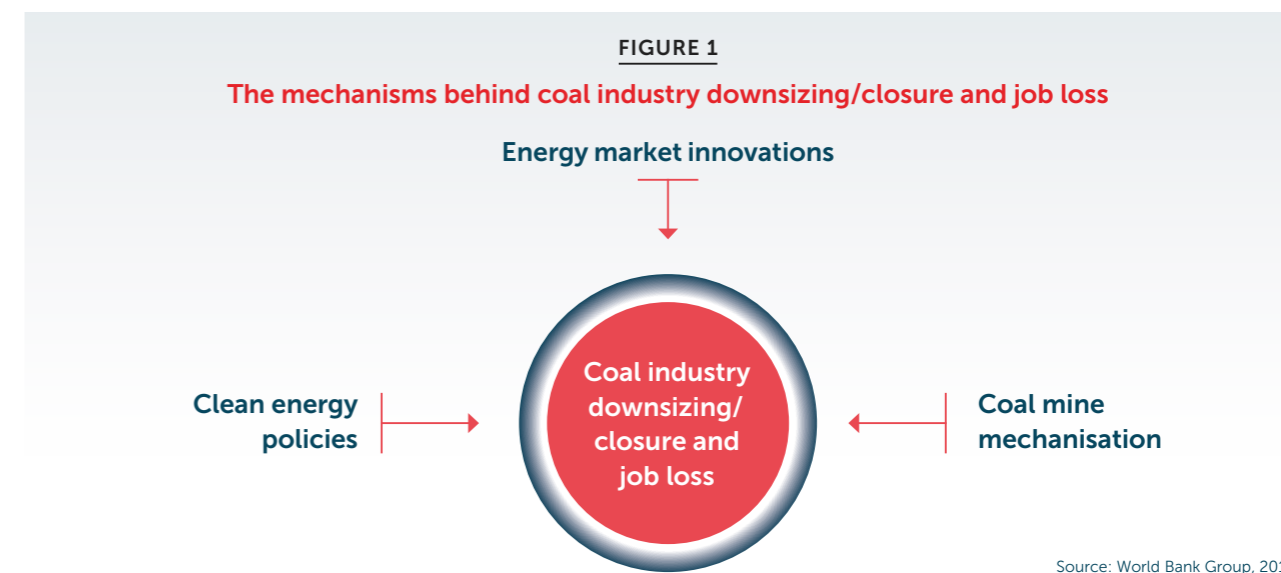 FIGURE 1
The mechanisms behind coal industry downsizing/closure and job loss
Energy market innovations
Clean energy
policies
Coal industry
downsizing/
closure and
job loss
Coal mine
mechanisation
Source: World Bank Group,